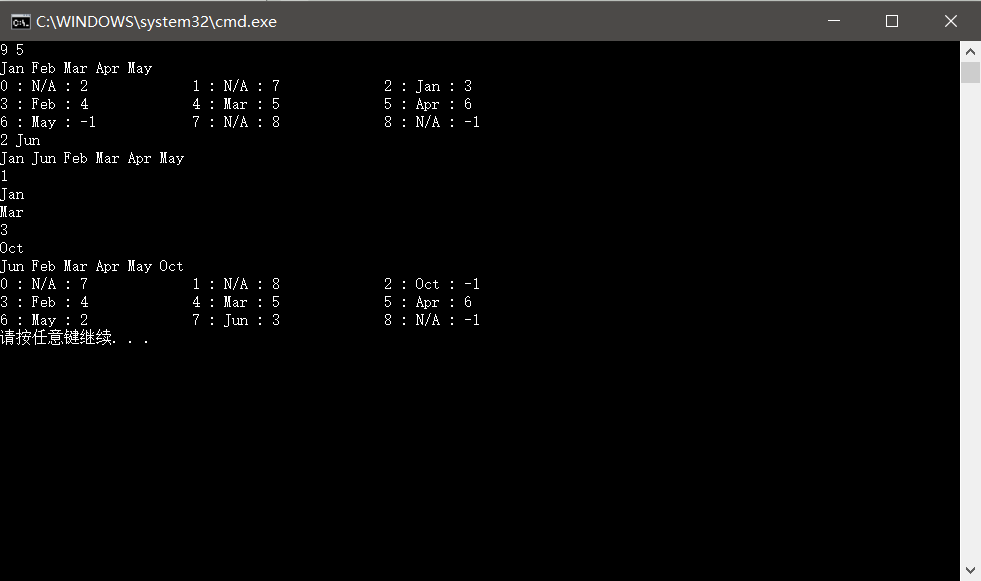 C:\WINDOWS\system32\cmd.exe
9 5
Jan Feb Mar Apr May
0 : N/A : 2 1 : N/A : 7 2 : Jan : 3
3 : Feb : 4 4 : Mar : 5 5 : Apr : 6
6 : May : -1 7 : N/A : 8 8 : N/A : -1
2 Jun
Jan Jun Feb Mar Apr May
1
Jan
Mar
3
Oct
Jun Feb Mar Apr May Oct
0 : N/A : 7 1 : N/A : 8 2 : Oct : -1
3 : Feb : 4 4 : Mar : 5 5 : Apr : 6
6 : May : 2 7 : Jun : 3 8 : N/A : -1
请按任意键继续. . .